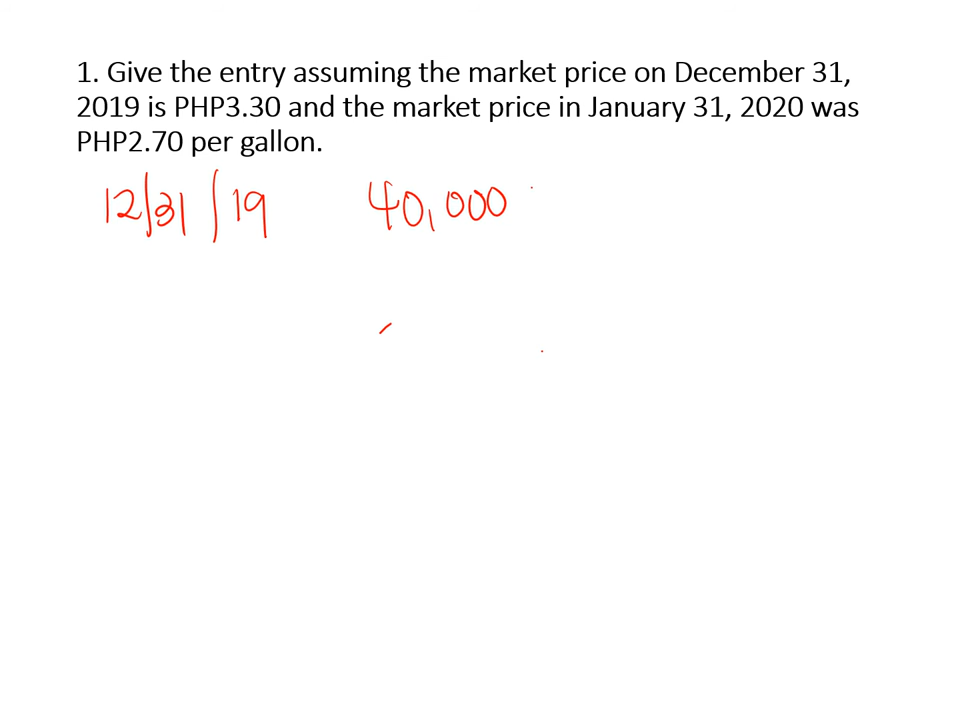 1. Give the entry assuming the market price on December 31,
2019 is PHP3.30 and the market price in January 31, 2020 was
PHP2.70 per gallon.
12/31/19 40,000